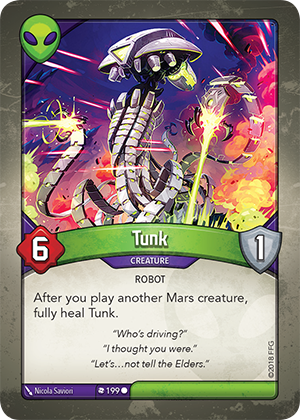 Tunk
6
1
CREATURE
ROBOT
After you play another Mars creature,
fully heal Tunk.
“Who’s driving?”
“I thought you were.”
“Let’s…not tell the Elders.”
Nicola Saviori
199
©2018 FFG